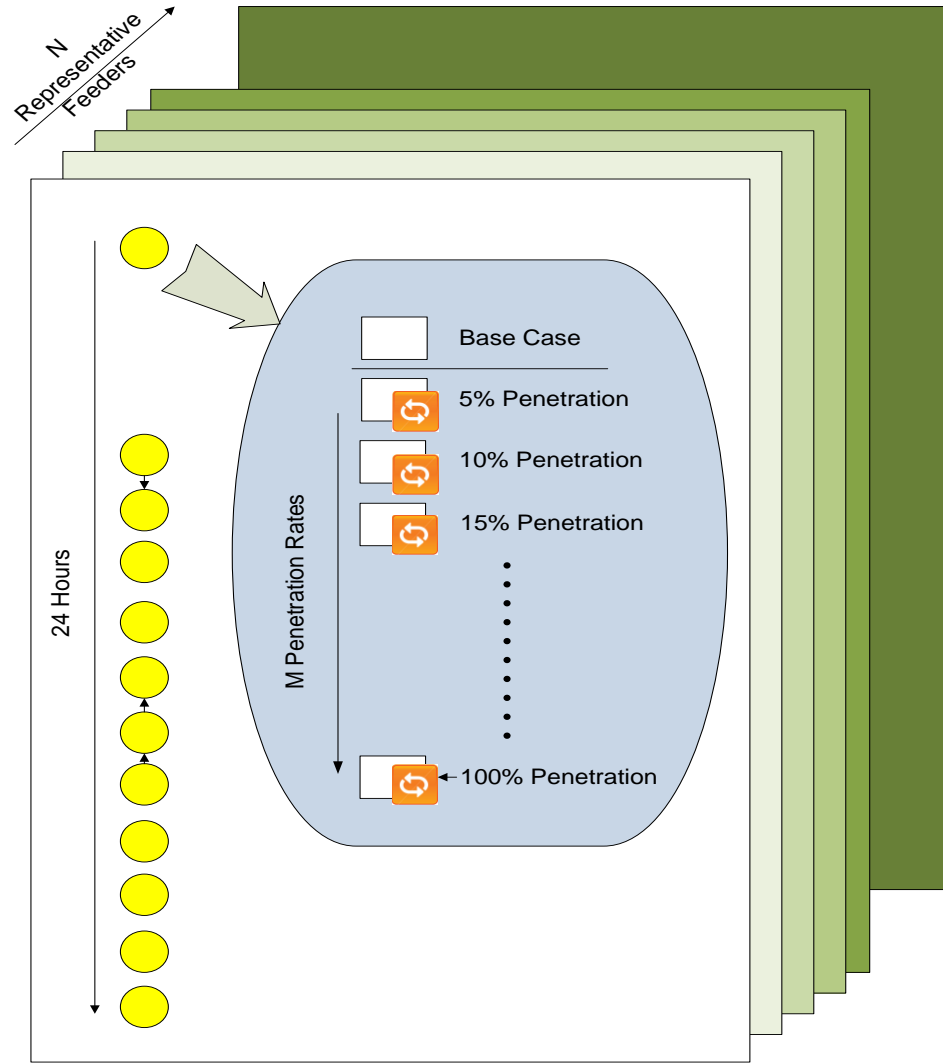 N
Representative
Feeders
Base Case
5% Penetration
10% Penetration
15% Penetration
100% Penetration
M Penetration Rates
24 Hours